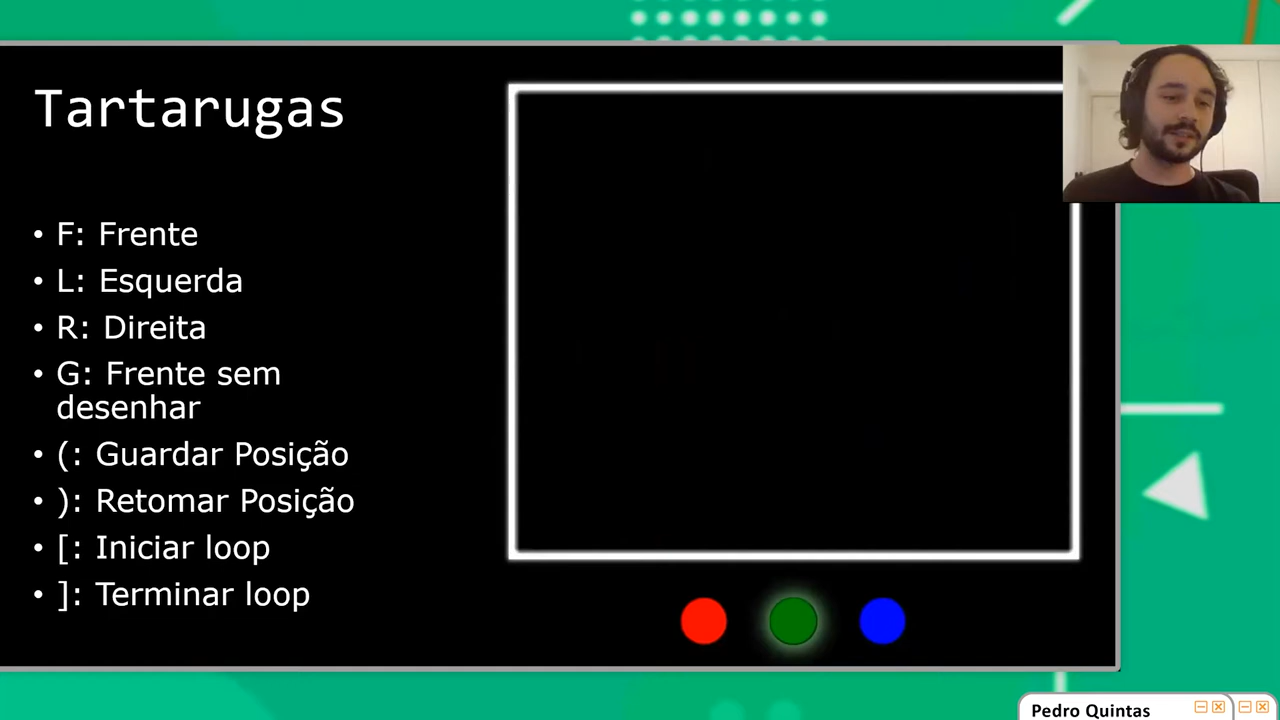 Tartarugas
• F: Frente
• L: Esquerda
• R: Direita
• G: Frente sem
desenhar
• (: Guardar Posição
• ): Retomar Posição
• [: Iniciar loop
• ]: Terminar loop
Pedro Quintas